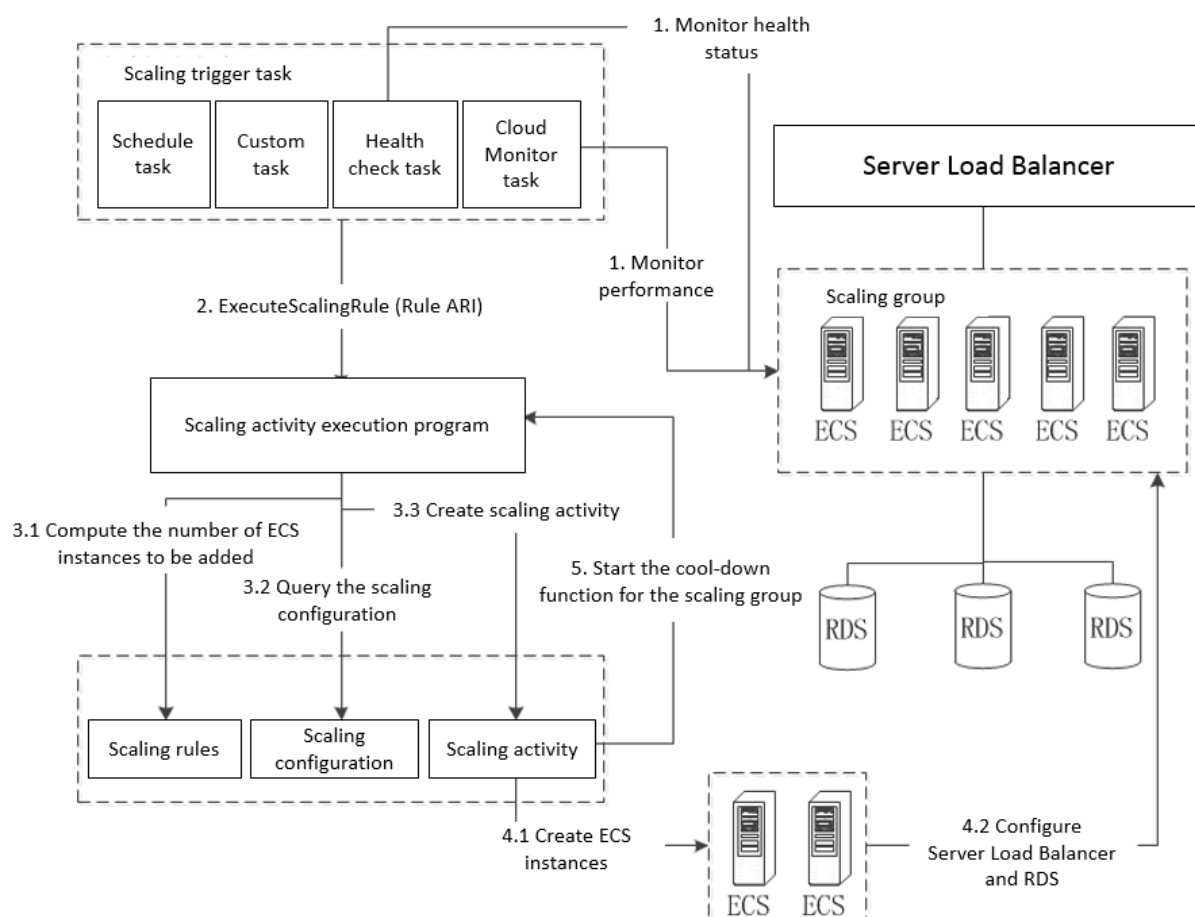 1. Monitor health
status
Scaling trigger task
Schedule
task
Custom
task
Health
check task
Cloud
Monitor
task
Server Load Balancer
1. Monitor
performance
2. ExecuteScalingRule (Rule ARI)
Scaling group
ECS
ECS
ECS
ECS
ECS
Scaling activity execution program
3.1 Compute the number of ECS
instances to be added
3.3 Create scaling activity
3.2 Query the scaling
configuration
5. Start the cool-down
function for the scaling group
RDS
RDS
RDS
Scaling rules
Scaling
configuration
Scaling activity
4.1 Create ECS
instances
ECS
ECS
4.2 Configure
Server Load Balancer
and RDS